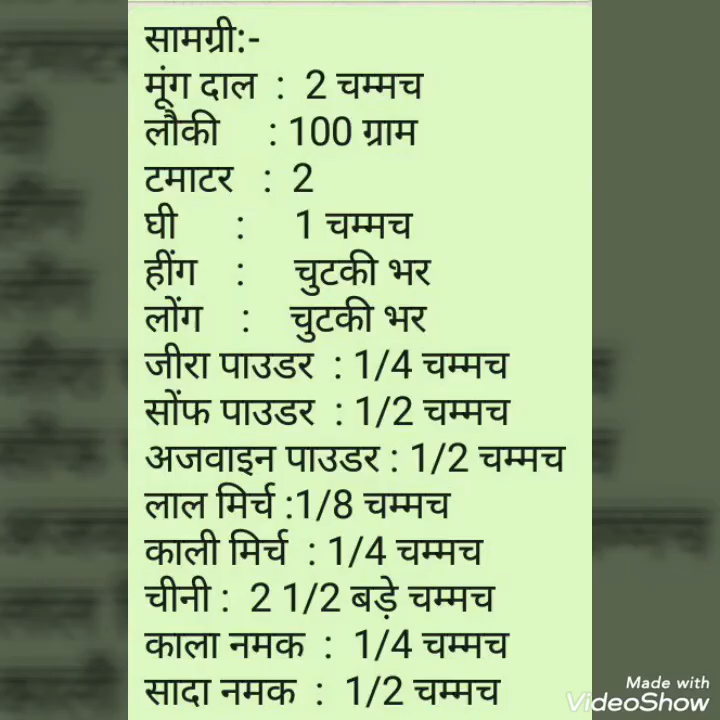 सामग्री:-
मूंग दाल : 2 चम्मच
लौकी : 100 ग्राम
टमाटर : 2
घी : 1 चम्मच
हींग : चुटकी भर
लोंग : चुटकी भर
जीरा पाउडर : 1/4 चम्मच
सोंफ पाउडर : 1/2 चम्मच
अजवाइन पाउडर : 1/2 चम्मच
लाल मिर्च :1/8 चम्मच
काली मिर्च : 1/4 चम्मच
चीनी : 2 1/2 बड़े चम्मच
काला नमक : 1/4 चम्मच
सादा नमक : 1/2 चम्मच
Made with
VideoShow